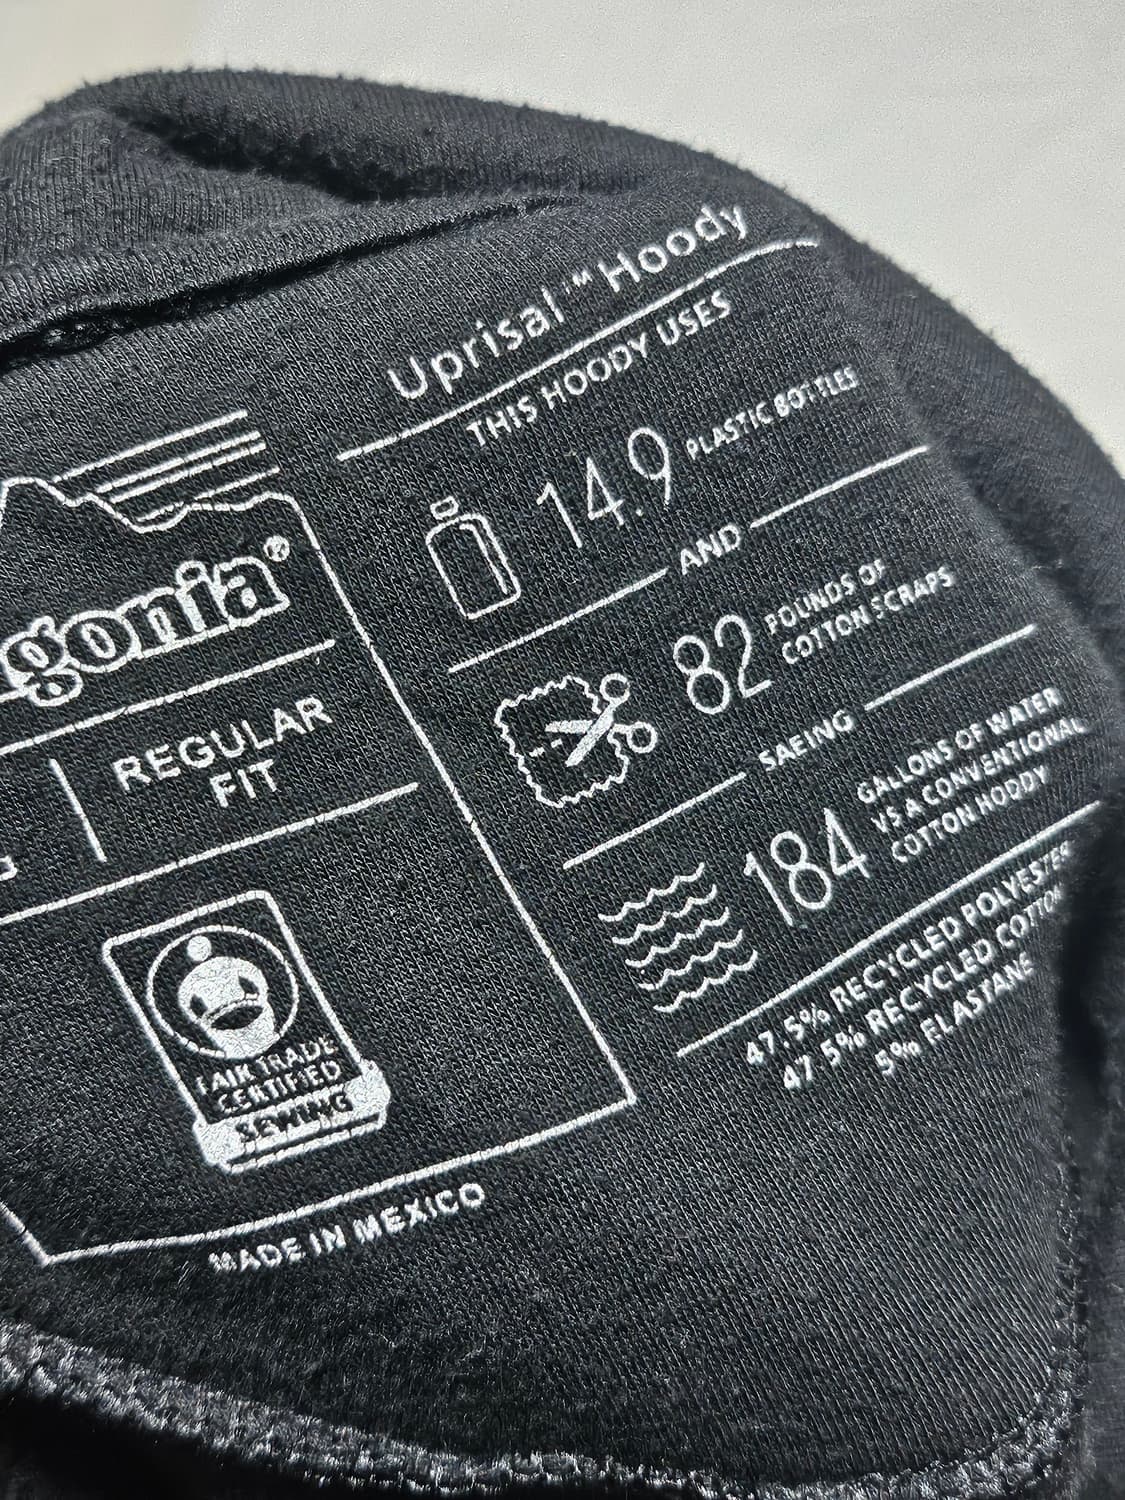 Uprisal™ Hoody
THIS HOODY USES
14.9 PLASTIC BOTTLES
AND
82 POUNDS OF
COTTON SCRAPS
SAEING
184 GALLONS OF WATER
VS A CONVENTIONAL
COTTON HODDY
47.5% RECYCLED POLYESTER
47 5% RECYCLED COTTON
5% ELASTANE
gonia®
REGULAR
FIT
G
FAIR TRADE
CERTIFIED
SEWING
MADE IN MEXICO